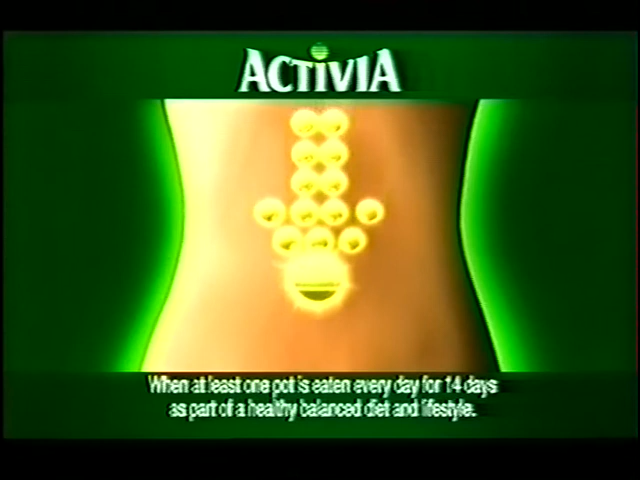 ACTIVIA
When at least one pot is eaten every day for 14 days
as part of a healthy balanced diet and lifestyle.